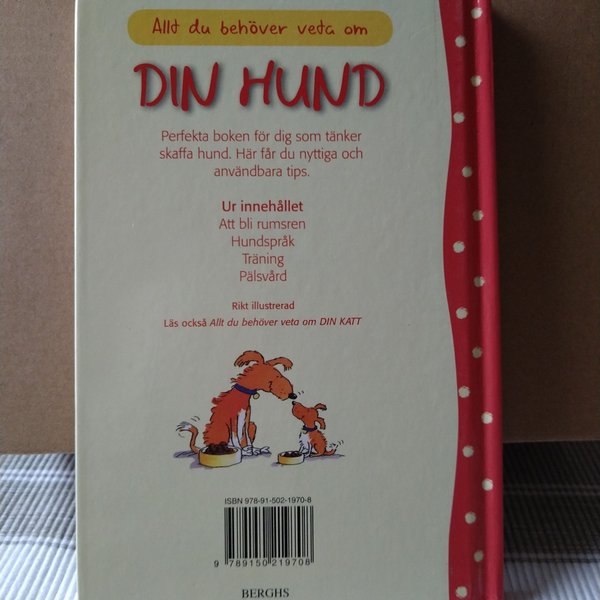 Allt du behöver veta om
DIN HUND
Perfekta boken för dig som tänker
skaffa hund. Här får du nyttiga och
användbara tips.
Ur innehållet
Att bli rumsren
Hundspråk
Träning
Pälsvård
Rikt illustrerad
Läs också Allt du behöver veta om DIN KATT
ISBN 978-91-502-1970-8
9 789150 219708
BERGHS